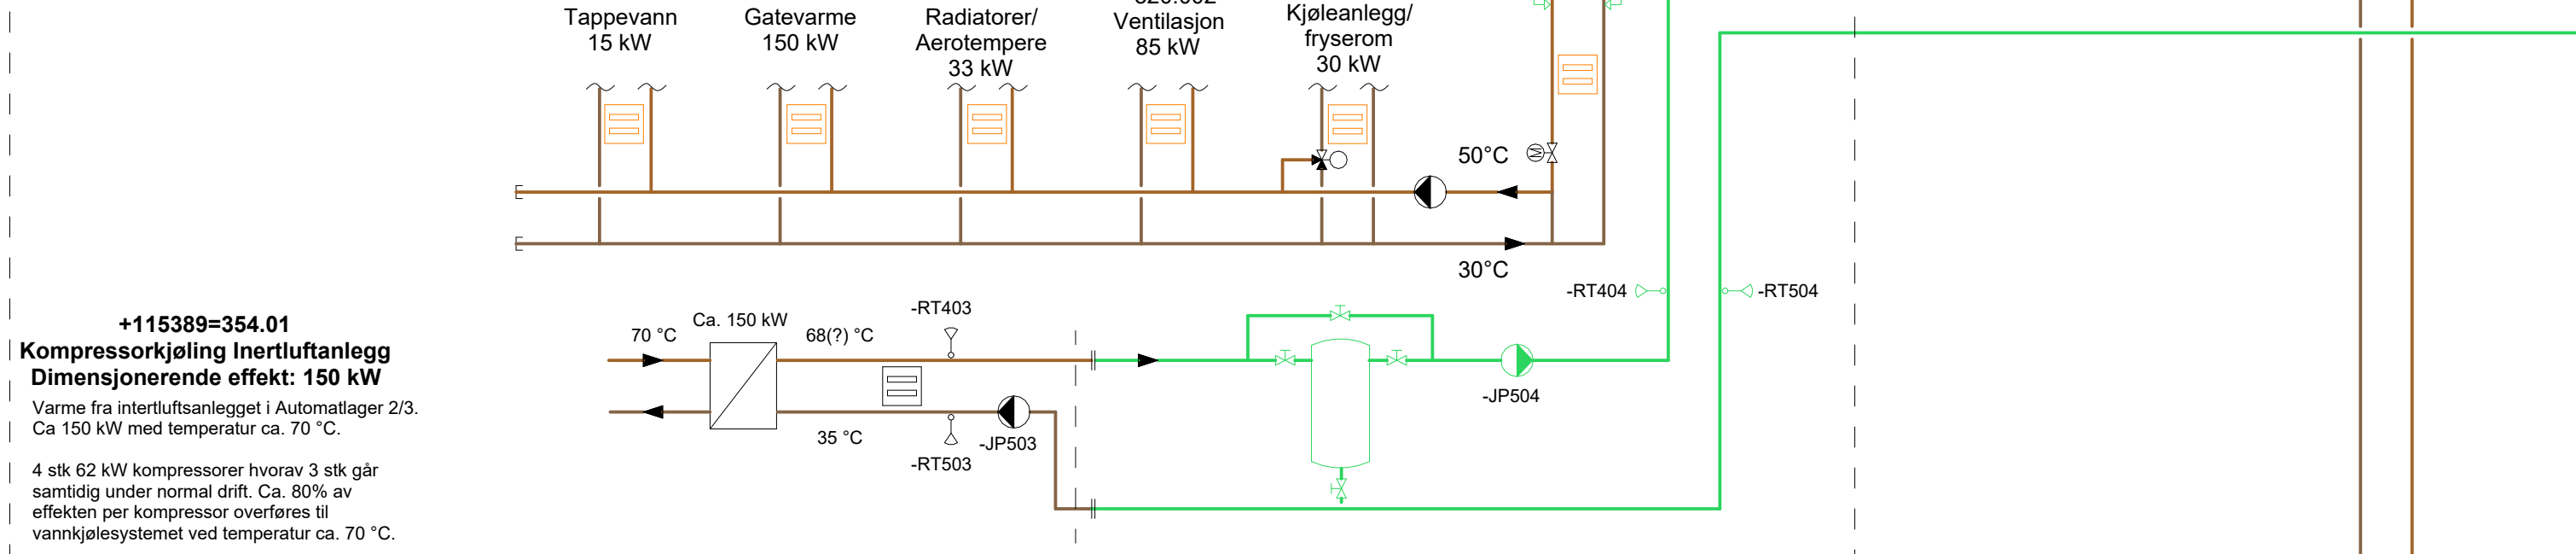 Tappevann
15 kW
Gatevarme
150 kW
Radiatorer/
Aerotempere
33 kW
Ventilasjon
85 kW
Kjøleanlegg/
fryserom
30 kW
50°C
30°C
-RT404
-RT504
+115389=354.01
Kompressorkjøling Inertluftanlegg
Dimensjonerende effekt: 150 kW
Varme fra intertluftsanlegget i Automatlager 2/3.
Ca 150 kW med temperatur ca. 70 °C.
4 stk 62 kW kompressorer hvorav 3 stk går
samtidig under normal drift. Ca. 80% av
effekten per kompressor overføres til
vannkjølesystemet ved temperatur ca. 70 °C.
70 °C
Ca. 150 kW
68(?) °C
-RT403
35 °C
-RT503
-JP503
-JP504